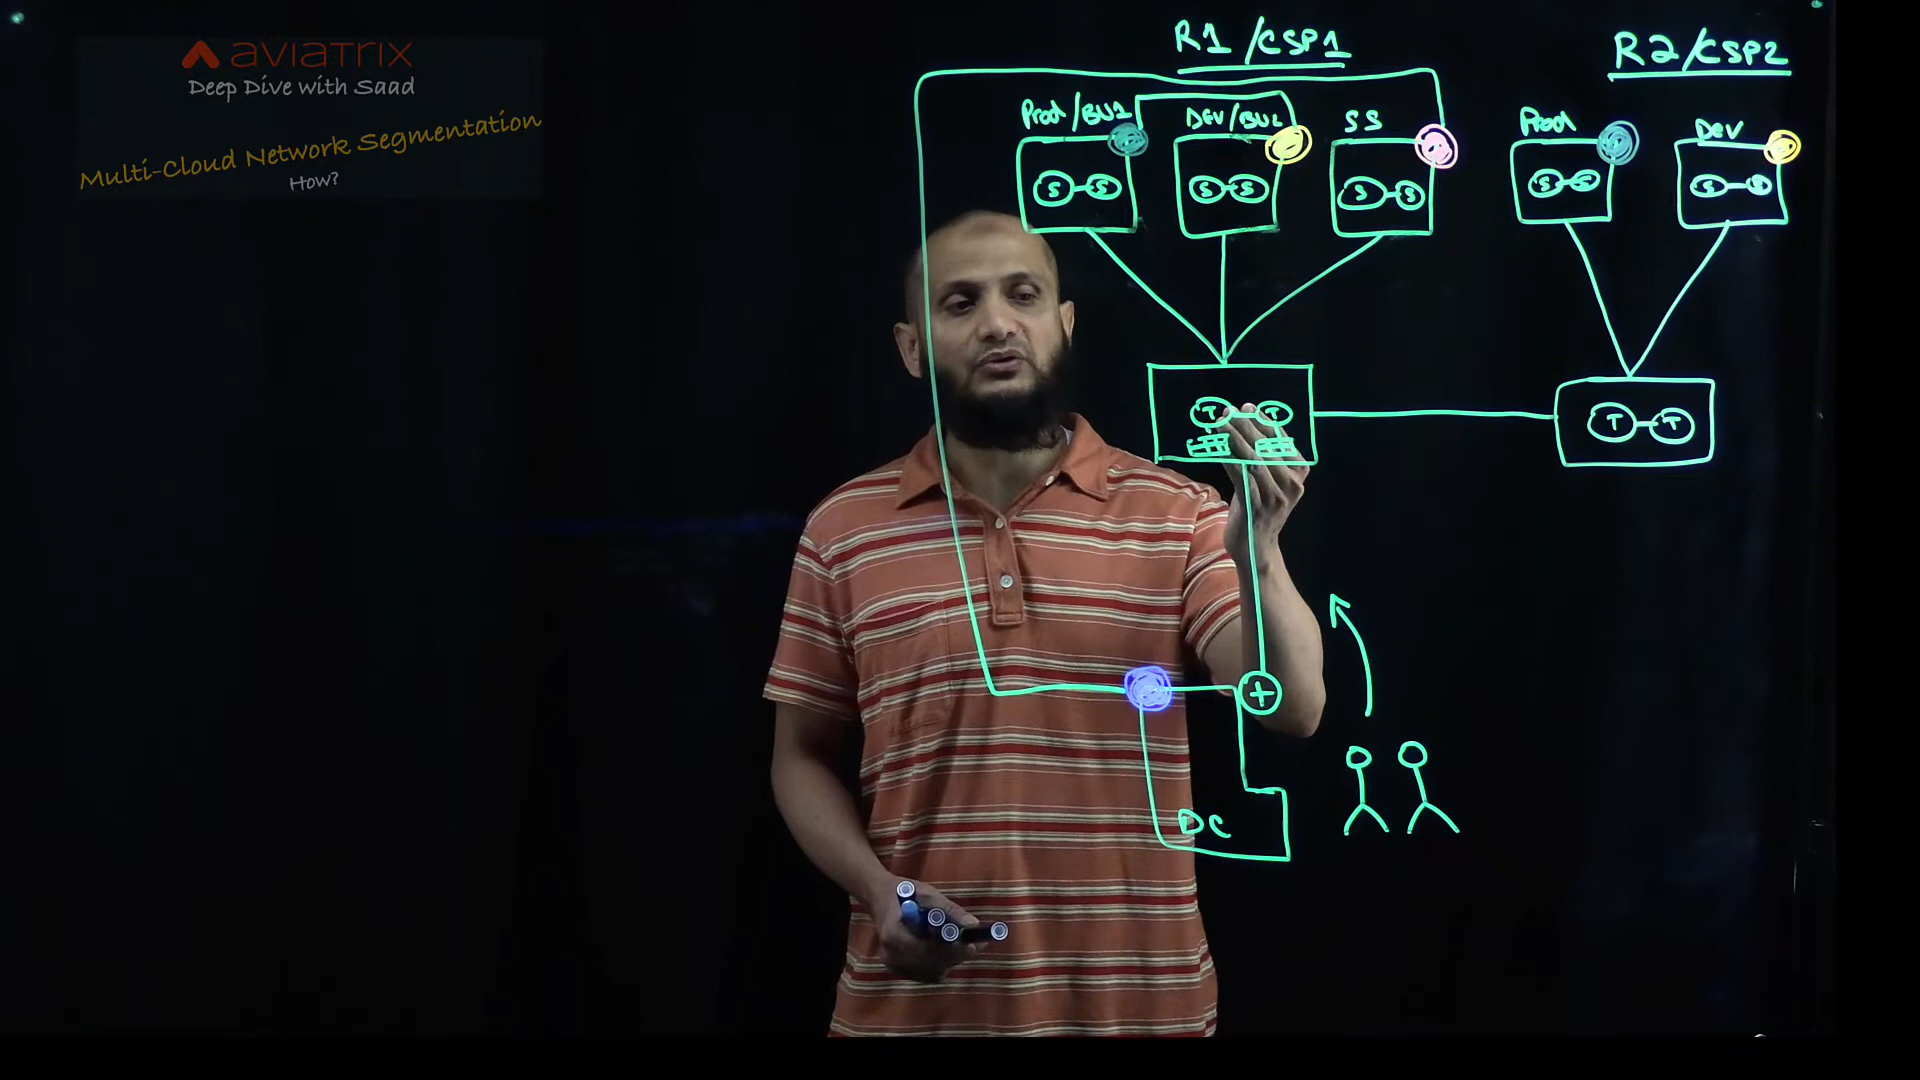 AVIATRIX
Deep Dive with Saad
Multi-Cloud Network Segmentation
How?
R1/CSP1
R2/CSP2
Prod/BU1
Dev/BU2
SS
Prod
Dev
S S
S S
S S
S S
S S
T T
T T
+
DC